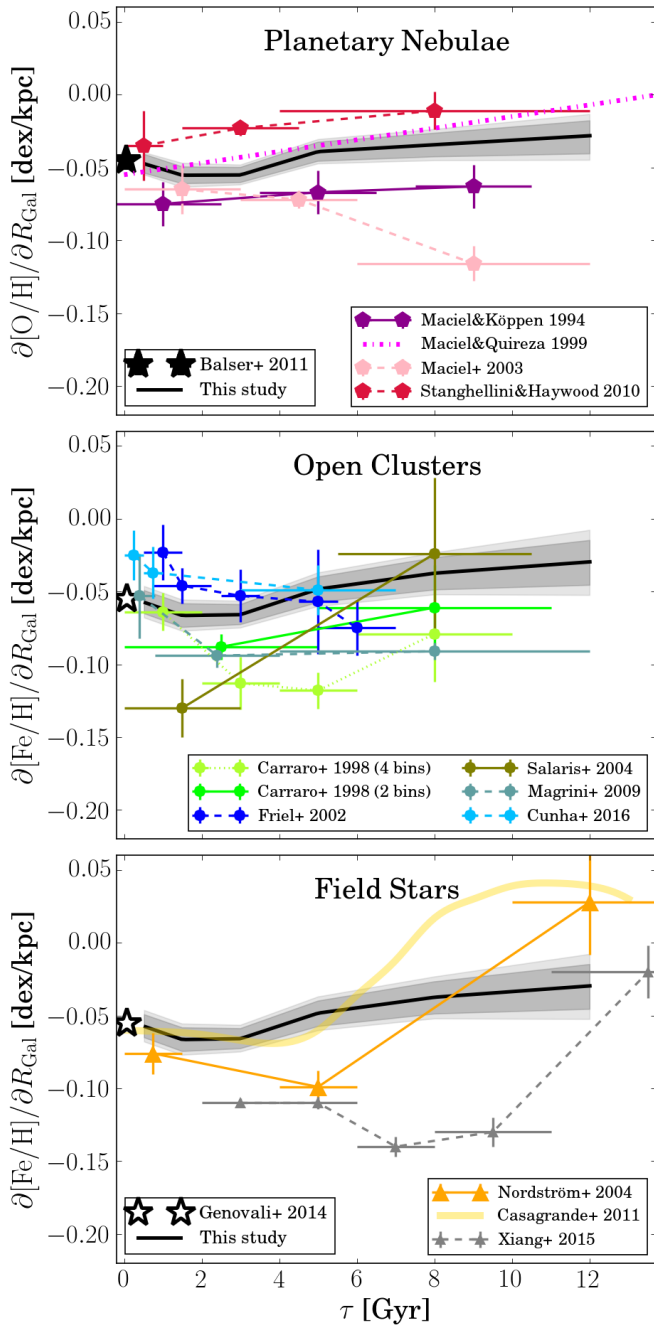 Planetary Nebulae
0.05
0.00
−0.05
−0.10
−0.15
−0.20
∂[O/H]/∂R_Gal [dex/kpc]
Maciel&Köppen 1994
Maciel&Quireza 1999
Maciel+ 2003
Stanghellini&Haywood 2010
Balser+ 2011
This study
Open Clusters
0.05
0.00
−0.05
−0.10
−0.15
−0.20
∂[Fe/H]/∂R_Gal [dex/kpc]
Carraro+ 1998 (4 bins)
Carraro+ 1998 (2 bins)
Friel+ 2002
Salaris+ 2004
Magrini+ 2009
Cunha+ 2016
Field Stars
0.05
0.00
−0.05
−0.10
−0.15
−0.20
∂[Fe/H]/∂R_Gal [dex/kpc]
Genovali+ 2014
This study
Nordström+ 2004
Casagrande+ 2011
Xiang+ 2015
0 2 4 6 8 10 12
τ [Gyr]